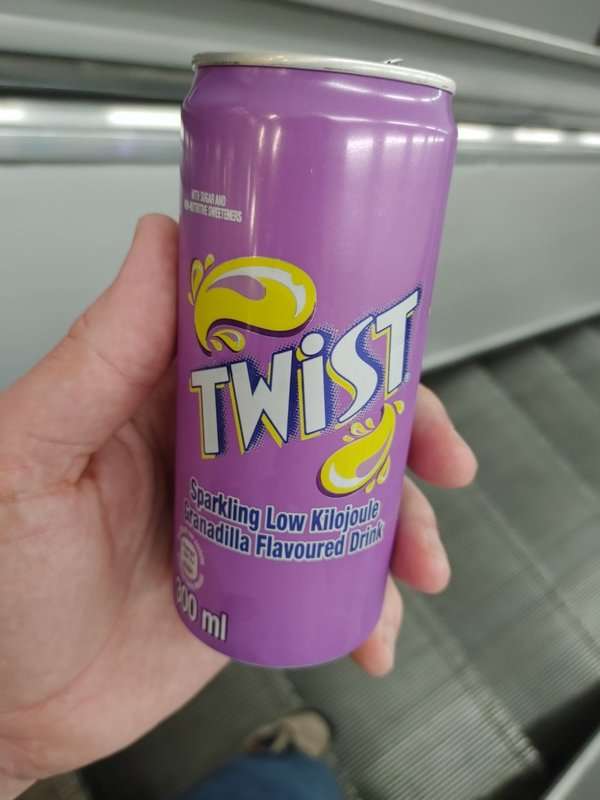 WITH SUGAR AND
NON-NUTRITIVE SWEETENERS
TWiST
Sparkling Low Kilojoule
Granadilla Flavoured Drink
300 ml